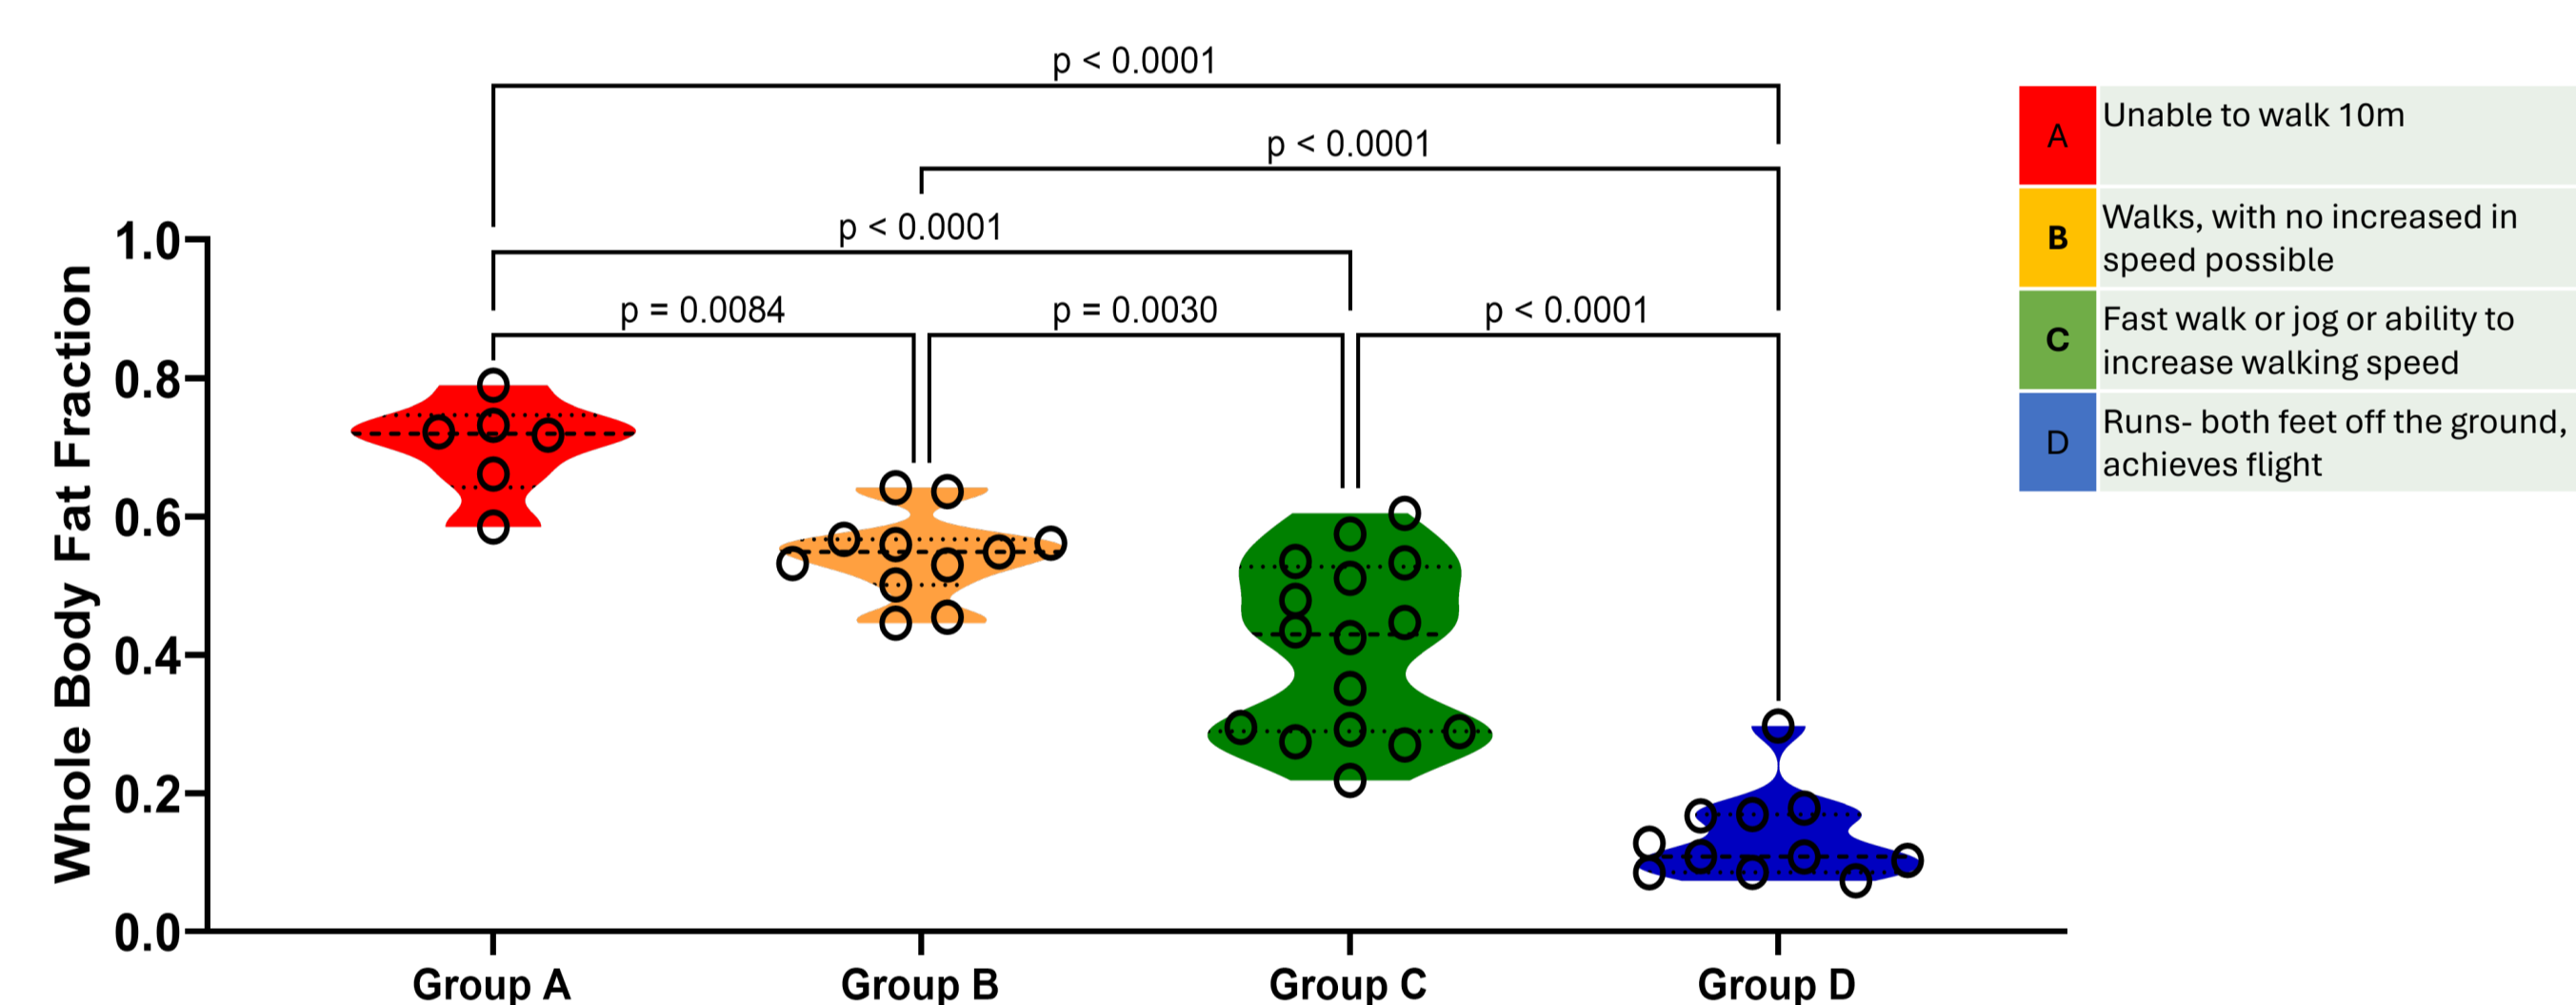 p < 0.0001
p < 0.0001
p < 0.0001
p = 0.0084
p = 0.0030
p < 0.0001
Whole Body Fat Fraction
1.0
0.8
0.6
0.4
0.2
0.0
Group A
Group B
Group C
Group D
A
Unable to walk 10m
B
Walks, with no increased in
speed possible
C
Fast walk or jog or ability to
increase walking speed
D
Runs- both feet off the ground,
achieves flight